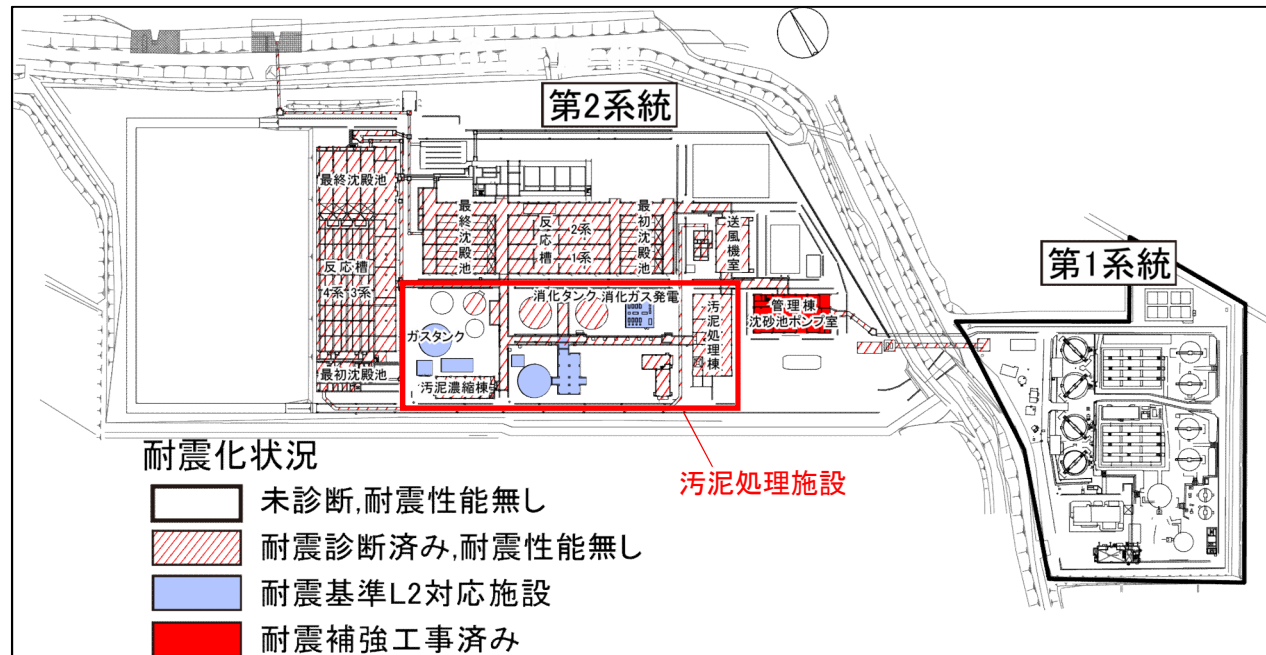 第2系統
最終沈殿池
最終沈殿池
反応槽
2系
1系
最初沈殿池
送風機室
第1系統
反応槽
4系 3系
消化タンク 消化ガス発電
汚泥処理棟
管理棟
沈砂池ポンプ室
ガスタンク
最初沈殿池
汚泥濃縮棟
汚泥処理施設
耐震化状況
未診断,耐震性能無し
耐震診断済み,耐震性能無し
耐震基準L2対応施設
耐震補強工事済み